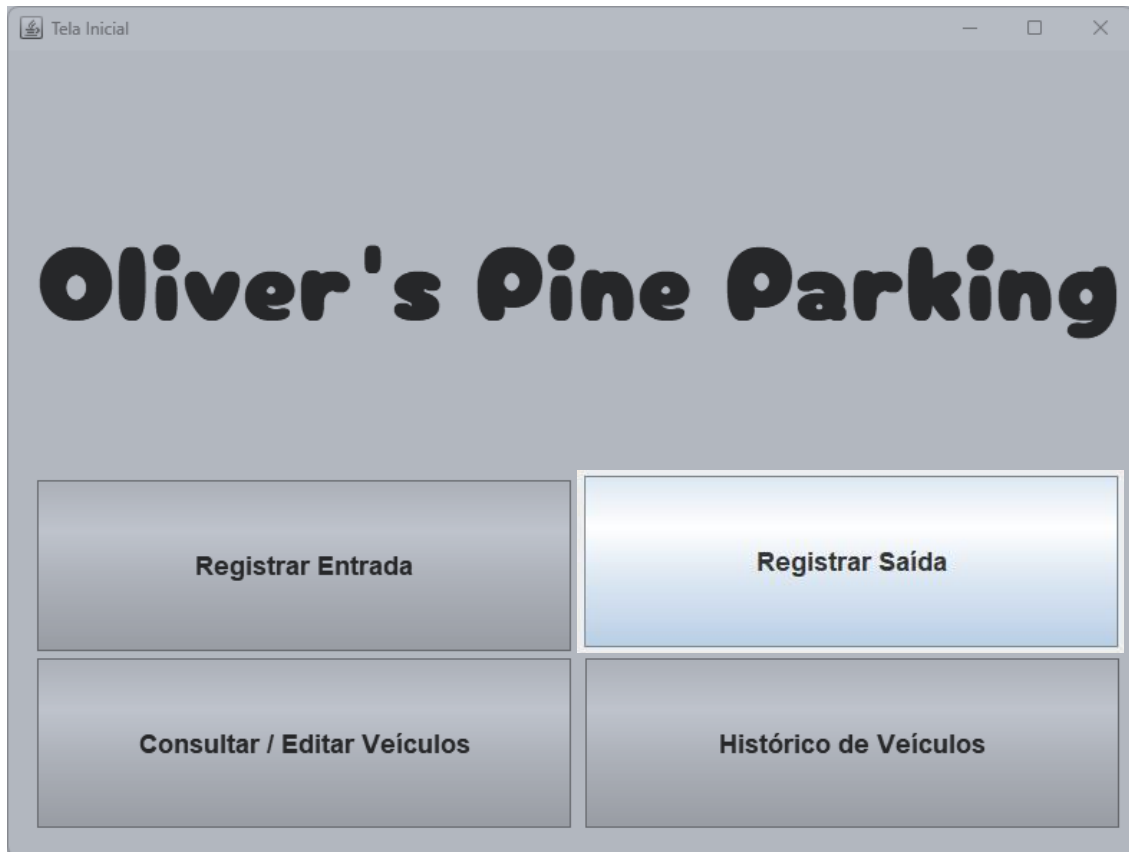 Tela Inicial
Oliver's Pine Parking
Registrar Entrada
Registrar Saída
Consultar / Editar Veículos
Histórico de Veículos